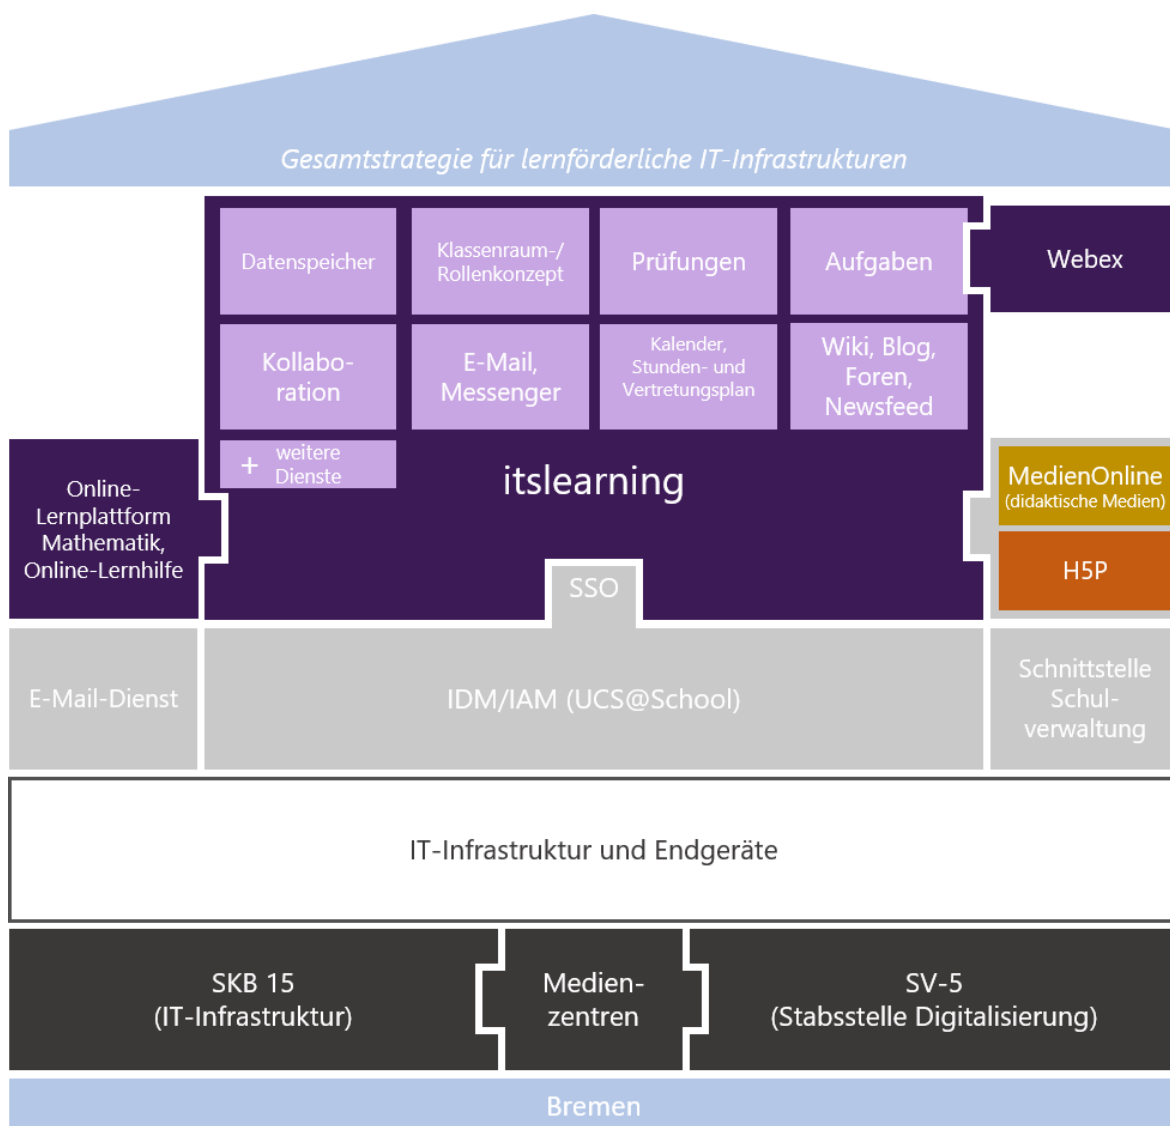 Gesamtstrategie für lernförderliche IT-Infrastrukturen
Datenspeicher
Klassenraum-/
Rollenkonzept
Prüfungen
Aufgaben
Webex
Kollabo-
ration
E-Mail,
Messenger
Kalender,
Stunden- und
Vertretungsplan
Wiki, Blog,
Foren,
Newsfeed
+ weitere
Dienste
itslearning
Online-
Lernplattform
Mathematik,
Online-Lernhilfe
MedienOnline
(didaktische Medien)
H5P
SSO
E-Mail-Dienst
IDM/IAM (UCS@School)
Schnittstelle
Schul-
verwaltung
IT-Infrastruktur und Endgeräte
SKB 15
(IT-Infrastruktur)
Medien-
zentren
SV-5
(Stabsstelle Digitalisierung)
Bremen